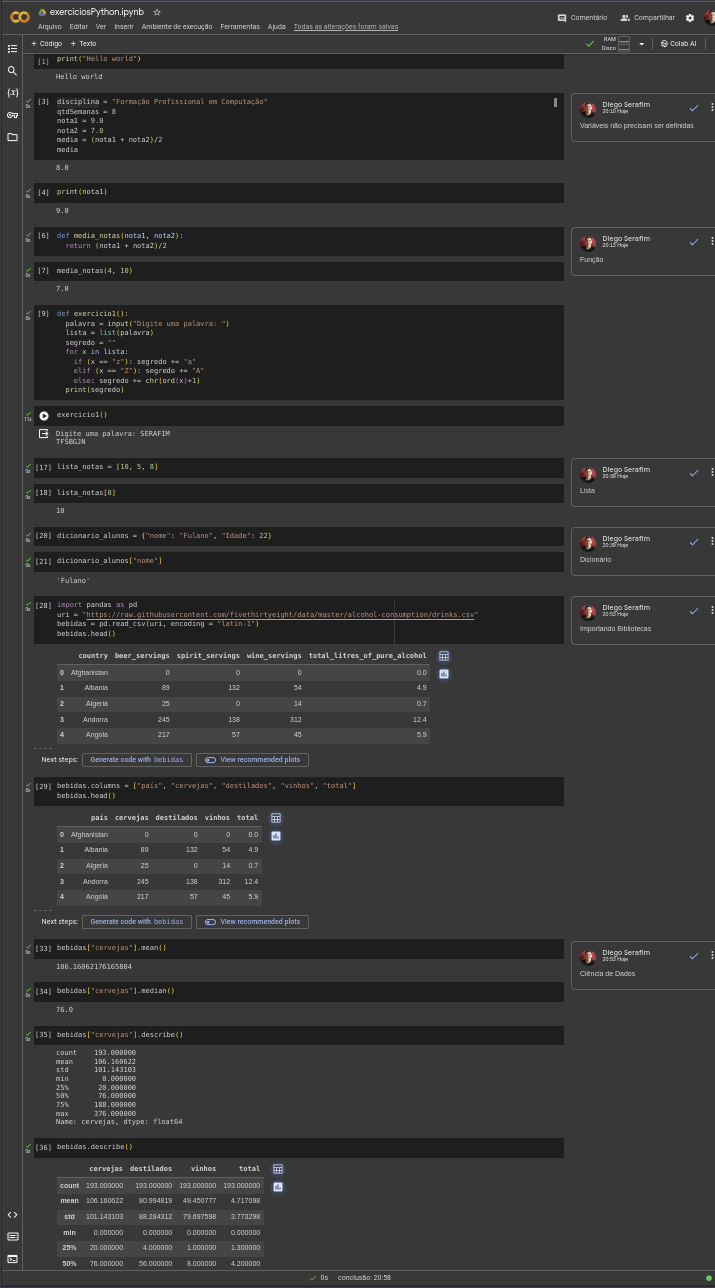 exerciciosPython.ipynb
Arquivo Editar Ver Inserir Ambiente de execução Ferramentas Ajuda Todas as alterações foram salvas
Comentário Compartilhar
+ Código + Texto
RAM
Disco
Colab AI
[1] print("Hello world")
Hello world
[3] disciplina = "Formação Profissional em Computação"
qtdSemanas = 8
nota1 = 9.0
nota2 = 7.0
media = (nota1 + nota2)/2
media
8.0
Diego Serafim
20:10 Hoje
Variáveis não precisam ser definidas
[4] print(nota1)
9.0
[6] def media_notas(nota1, nota2):
return (nota1 + nota2)/2
Diego Serafim
20:13 Hoje
Função
[7] media_notas(4, 10)
7.0
[9] def exercicio1():
palavra = input("Digite uma palavra: ")
lista = list(palavra)
segredo = ""
for x in lista:
if (x == "z"): segredo += "a"
elif (x == "Z"): segredo += "A"
else: segredo += chr(ord(x)+1)
print(segredo)
exercicio1()
Digite uma palavra: SERAFIM
TFSBGJN
[17] lista_notas = [10, 5, 8]
Diego Serafim
20:39 Hoje
Lista
[18] lista_notas[0]
10
[20] dicionario_alunos = {"nome": "Fulano", "Idade": 22}
Diego Serafim
20:39 Hoje
Dicionário
[21] dicionario_alunos["nome"]
'Fulano'
[28] import pandas as pd
uri = "https://raw.githubusercontent.com/fivethirtyeight/data/master/alcohol-consumption/drinks.csv"
bebidas = pd.read_csv(uri, encoding = "latin-1")
bebidas.head()
Diego Serafim
20:53 Hoje
Importando Bibliotecas
country beer_servings spirit_servings wine_servings total_litres_of_pure_alcohol
0 Afghanistan 0 0 0 0.0
1 Albania 89 132 54 4.9
2 Algeria 25 0 14 0.7
3 Andorra 245 138 312 12.4
4 Angola 217 57 45 5.9
Next steps: Generate code with bebidas View recommended plots
[29] bebidas.columns = ["país", "cervejas", "destilados", "vinhos", "total"]
bebidas.head()
país cervejas destilados vinhos total
0 Afghanistan 0 0 0 0.0
1 Albania 89 132 54 4.9
2 Algeria 25 0 14 0.7
3 Andorra 245 138 312 12.4
4 Angola 217 57 45 5.9
Next steps: Generate code with bebidas View recommended plots
[33] bebidas["cervejas"].mean()
106.16062176165804
Diego Serafim
20:53 Hoje
Ciência de Dados
[34] bebidas["cervejas"].median()
76.0
[35] bebidas["cervejas"].describe()
count 193.000000
mean 106.160622
std 101.143103
min 0.000000
25% 20.000000
50% 76.000000
75% 188.000000
max 376.000000
Name: cervejas, dtype: float64
[36] bebidas.describe()
cervejas destilados vinhos total
count 193.000000 193.000000 193.000000 193.000000
mean 106.160622 80.994819 49.450777 4.717098
std 101.143103 88.284312 79.697598 3.773298
min 0.000000 0.000000 0.000000 0.000000
25% 20.000000 4.000000 1.000000 1.300000
50% 76.000000 56.000000 8.000000 4.200000
0s conclusão: 20:58